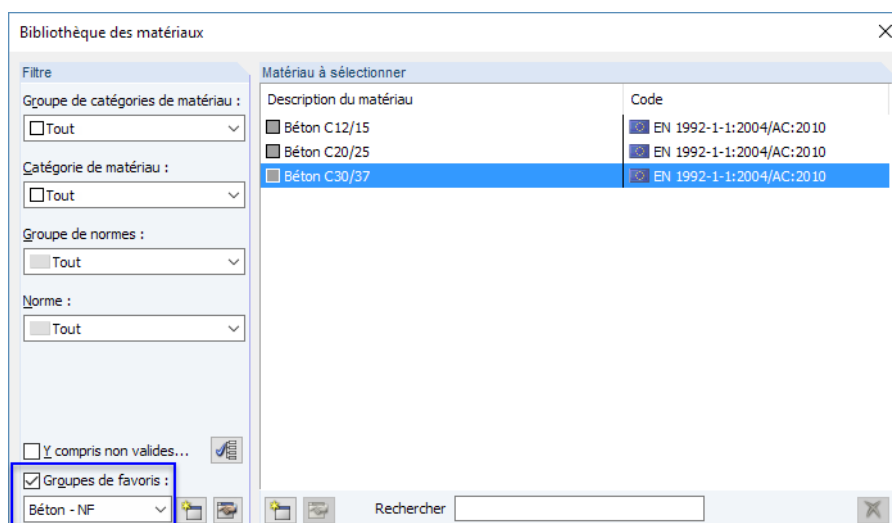 Bibliothèque des matériaux
Filtre
Groupe de catégories de matériau :
Tout
Catégorie de matériau :
Tout
Groupe de normes :
Tout
Norme :
Tout
Y compris non valides...
Groupes de favoris :
Béton - NF
Matériau à sélectionner
Description du matériau Code
Béton C12/15 EN 1992-1-1:2004/AC:2010
Béton C20/25 EN 1992-1-1:2004/AC:2010
Béton C30/37 EN 1992-1-1:2004/AC:2010
Rechercher